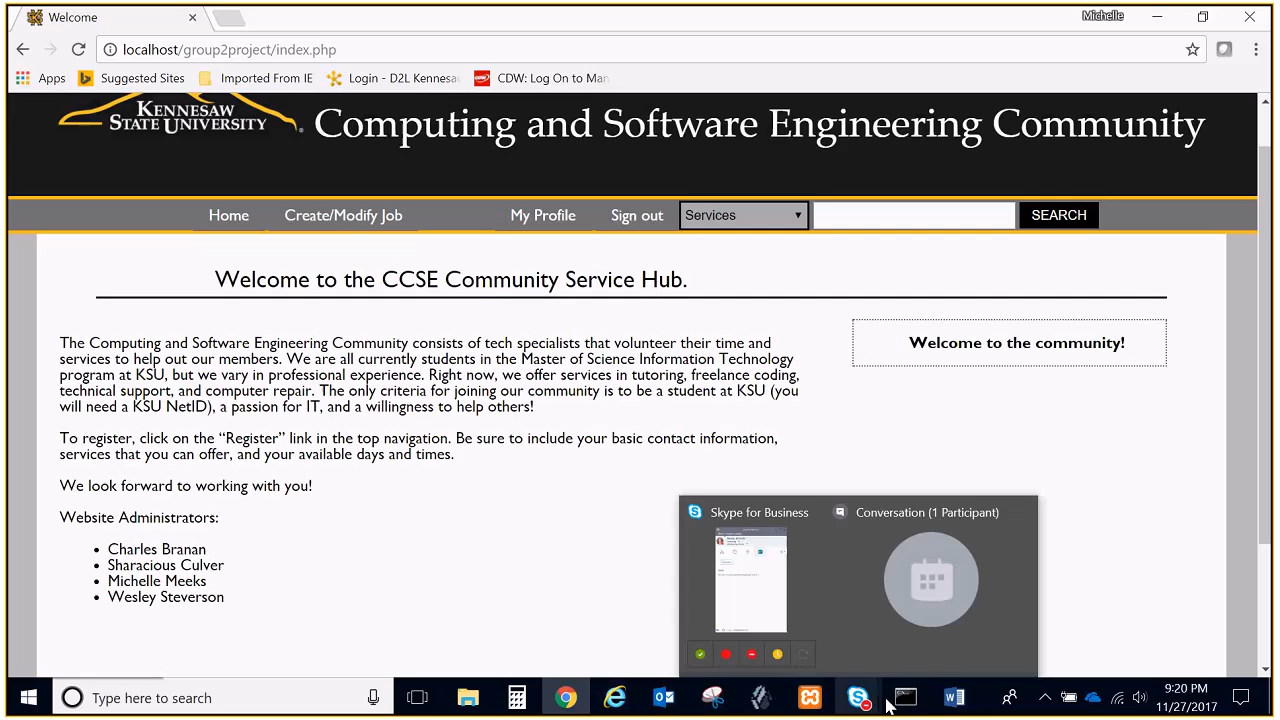 Welcome
Michelle
localhost/group2project/index.php
Apps Suggested Sites Imported From IE Login - D2L Kennesaw CDW: Log On to Man
KENNESAW
STATE UNIVERSITY
Computing and Software Engineering Community
Home Create/Modify Job My Profile Sign out Services SEARCH
Welcome to the CCSE Community Service Hub.
The Computing and Software Engineering Community consists of tech specialists that volunteer their time and
services to help out our members. We are all currently students in the Master of Science Information Technology
program at KSU, but we vary in professional experience. Right now, we offer services in tutoring, freelance coding,
technical support, and computer repair. The only criteria for joining our community is to be a student at KSU (you
will need a KSU NetID), a passion for IT, and a willingness to help others!
Welcome to the community!
To register, click on the “Register” link in the top navigation. Be sure to include your basic contact information,
services that you can offer, and your available days and times.
We look forward to working with you!
Website Administrators:
• Charles Branan
• Sharacious Culver
• Michelle Meeks
• Wesley Steverson
Skype for Business Conversation (1 Participant)
Type here to search
9:20 PM
11/27/2017